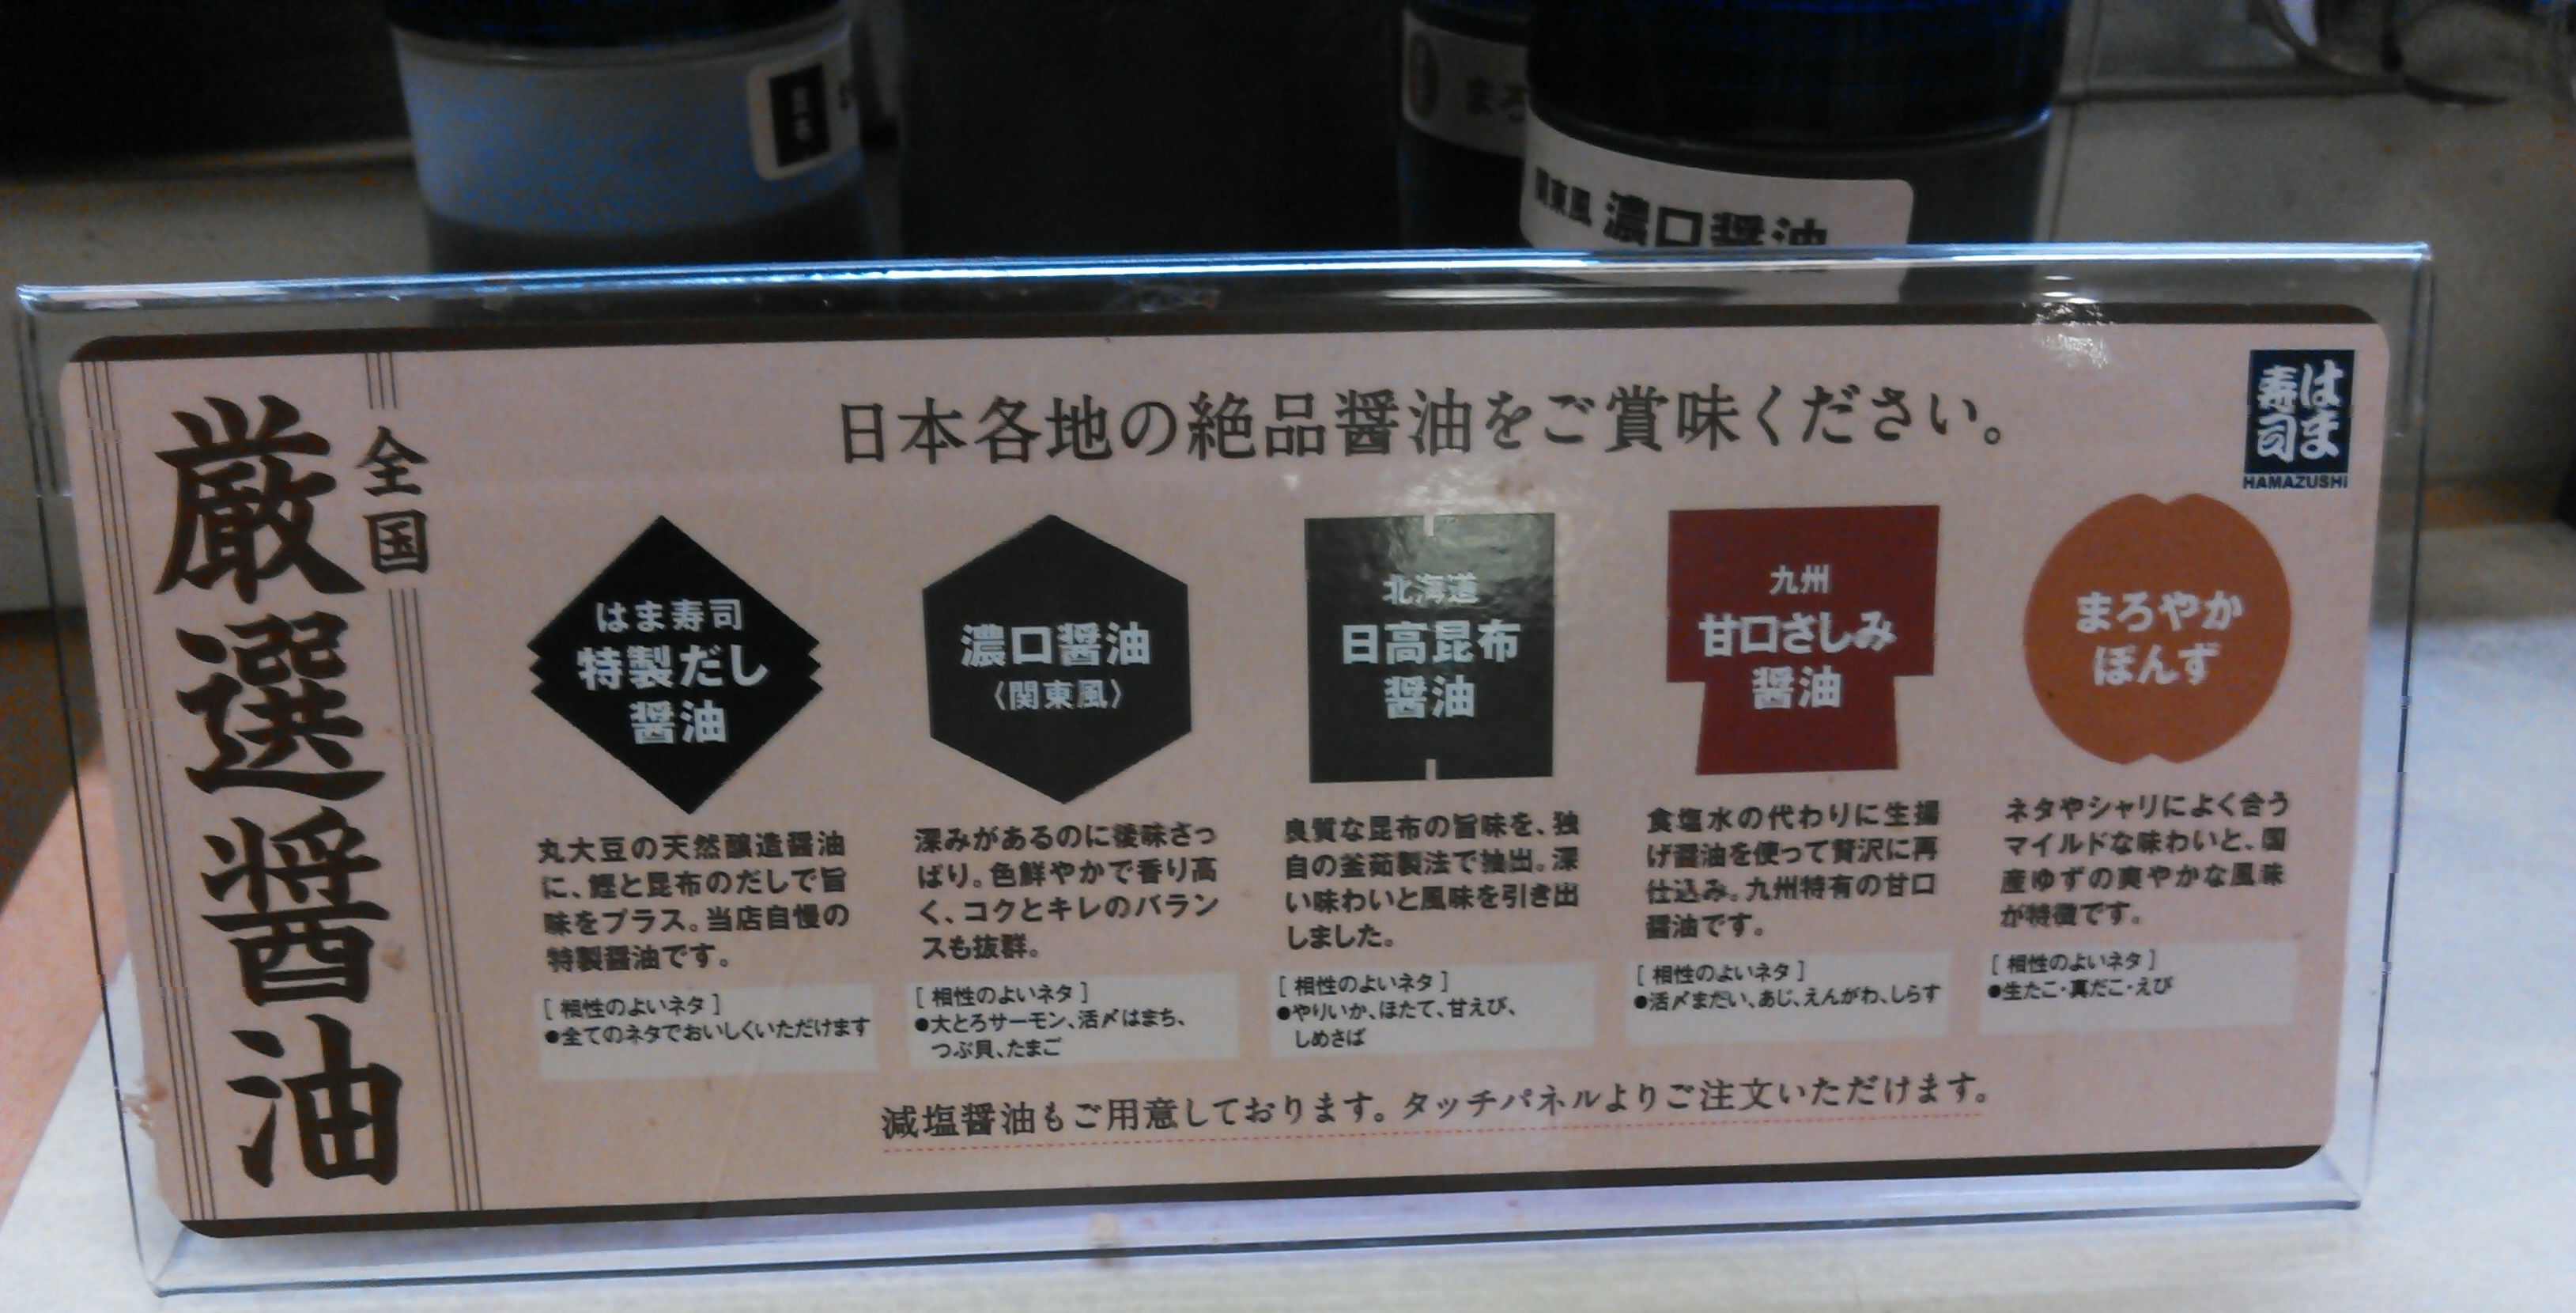 関東風 濃口醤油
まろ
全国
厳選醤油
日本各地の絶品醤油をご賞味ください。
はま
寿司
HAMAZUSHI
はま寿司
特製だし
醤油
丸大豆の天然醸造醤油
に、鰹と昆布のだしで旨
味をプラス。当店自慢の
特製醤油です。
[ 相性のよいネタ ]
●全てのネタでおいしくいただけます
濃口醤油
〈関東風〉
深みがあるのに後味さっ
ぱり。色鮮やかで香り高
く、コクとキレのバラン
スも抜群。
[ 相性のよいネタ ]
●大とろサーモン、活〆はまち、
つぶ貝、たまご
北海道
日高昆布
醤油
良質な昆布の旨味を、独
自の釜茹製法で抽出。深
い味わいと風味を引き出
しました。
[ 相性のよいネタ ]
●やりいか、ほたて、甘えび、
しめさば
九州
甘口さしみ
醤油
食塩水の代わりに生揚
げ醤油を使って贅沢に再
仕込み。九州特有の甘口
醤油です。
[ 相性のよいネタ ]
●活〆まだい、あじ、えんがわ、しらす
まろやか
ぽんず
ネタやシャリによく合う
マイルドな味わいと、国
産ゆずの爽やかな風味
が特徴です。
[ 相性のよいネタ ]
●生たこ・真だこ・えび
減塩醤油もご用意しております。タッチパネルよりご注文いただけます。